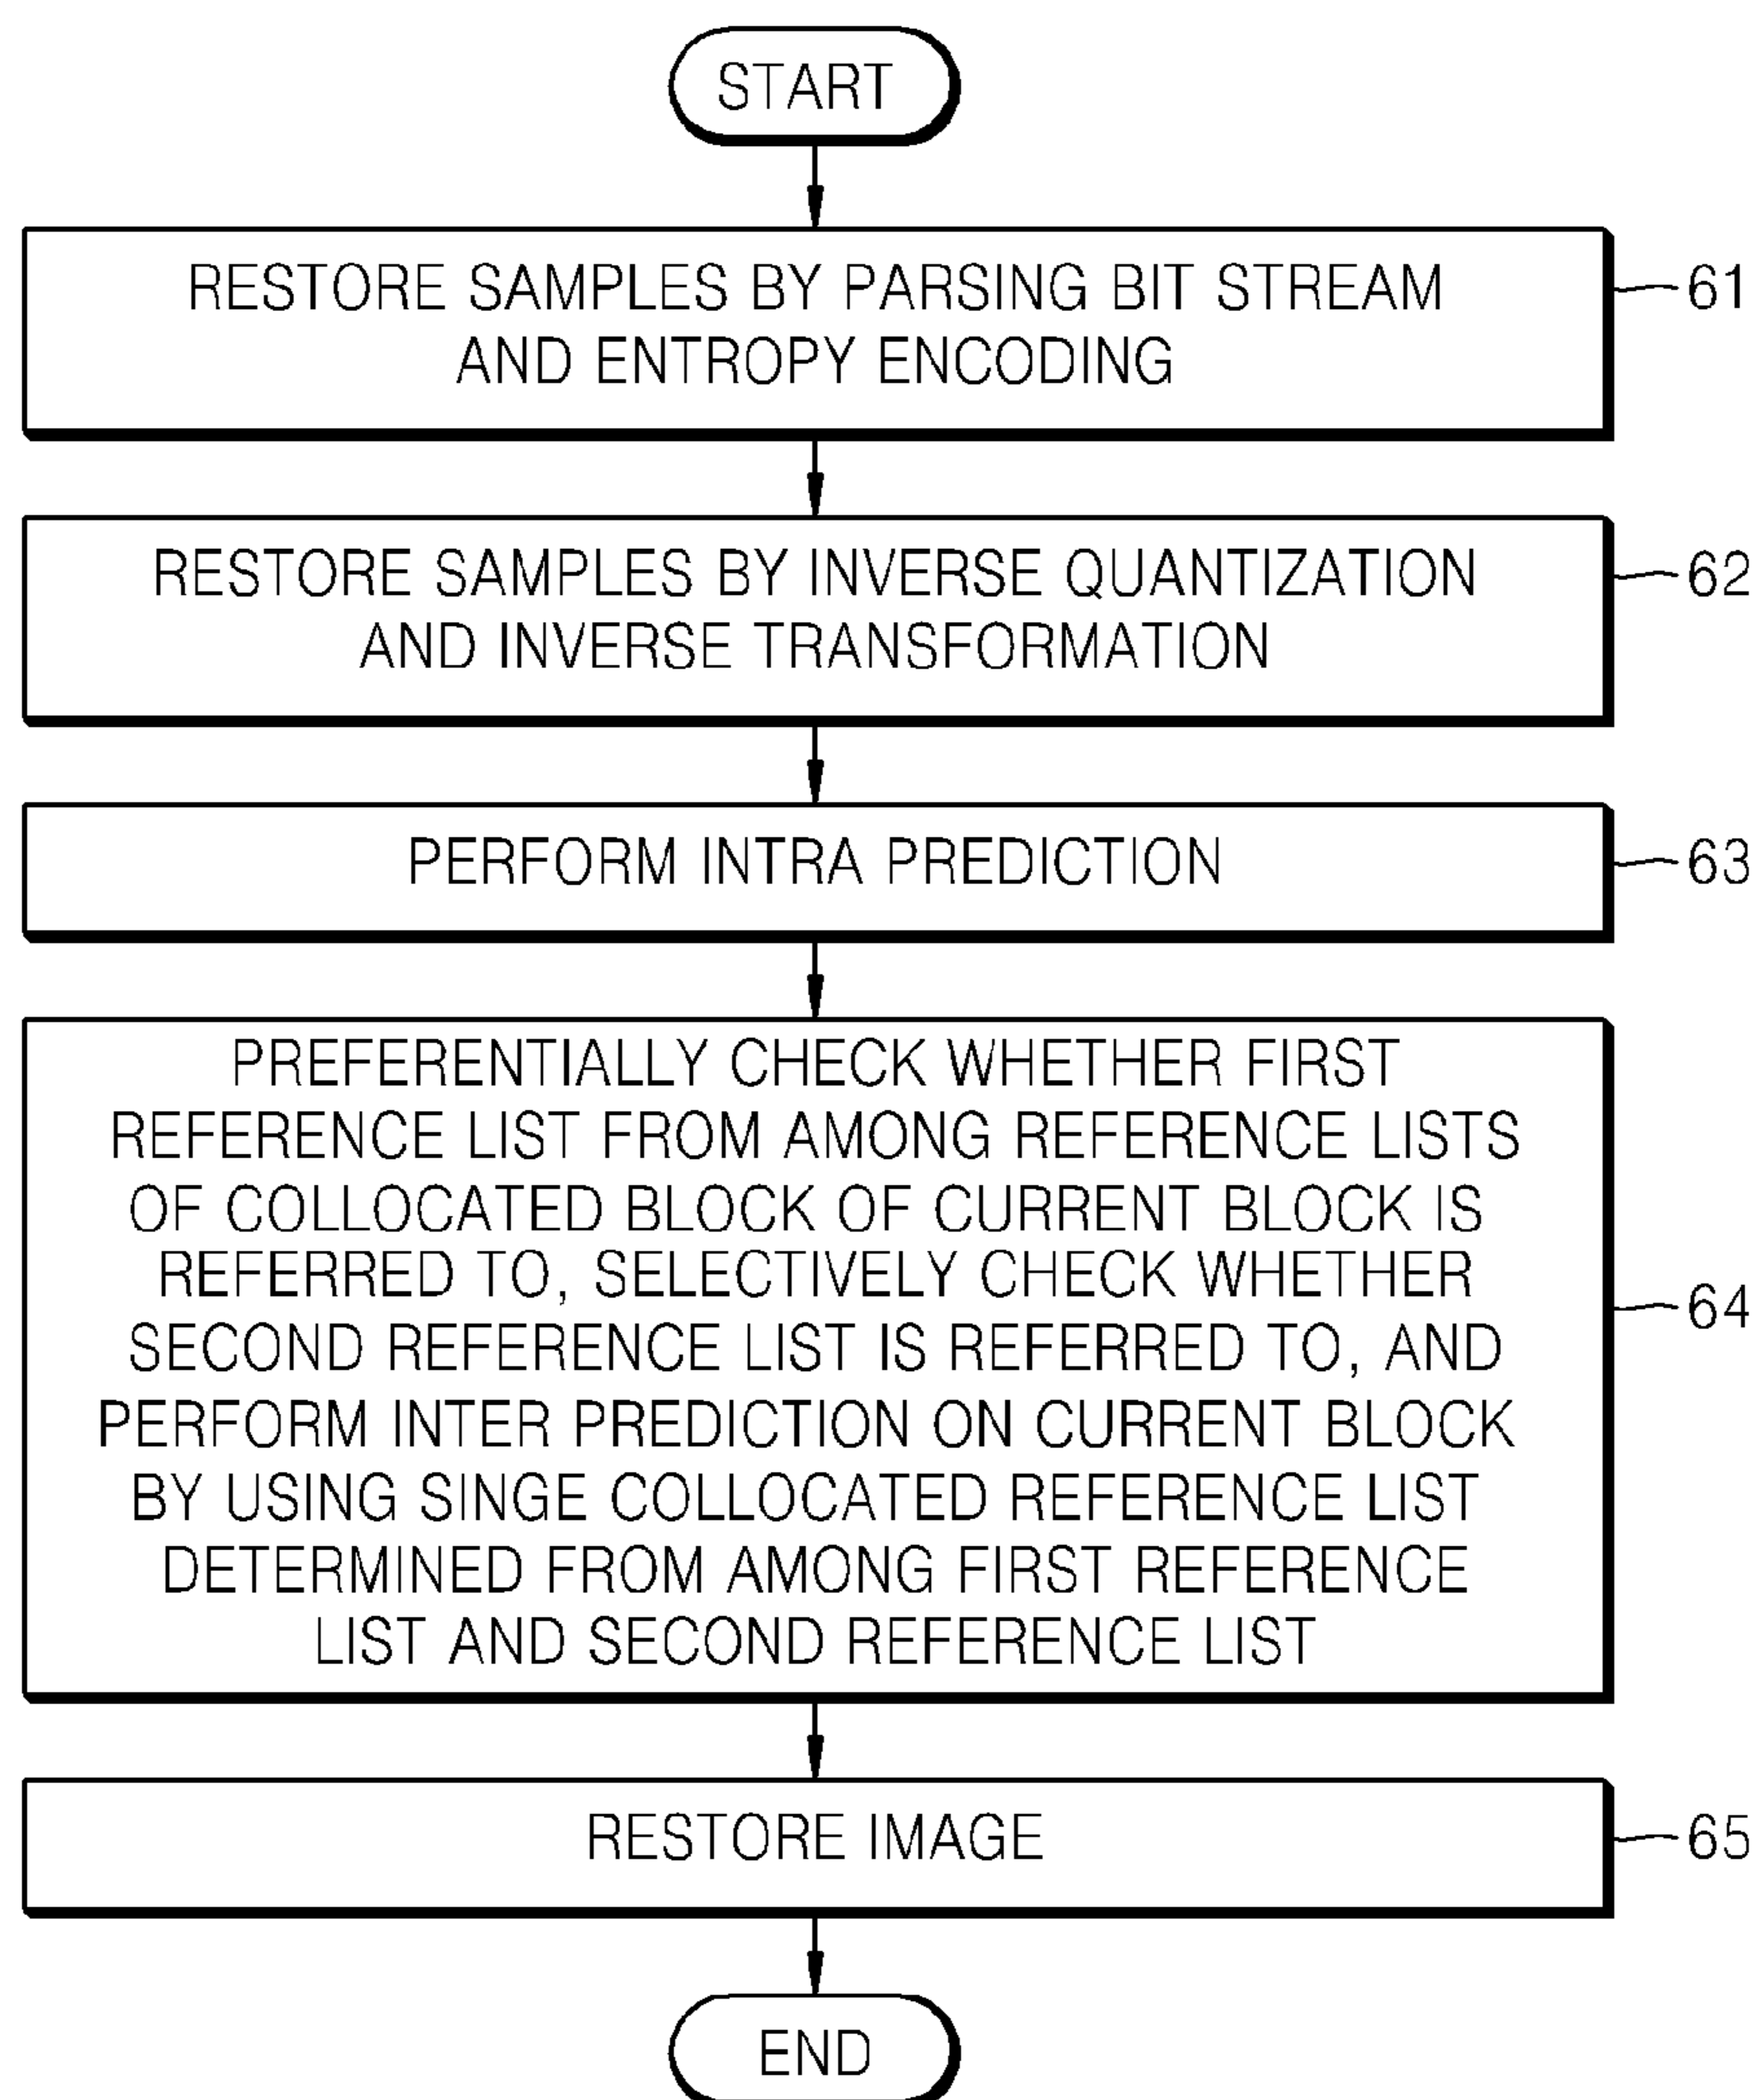 START
RESTORE SAMPLES BY PARSING BIT STREAM
AND ENTROPY ENCODING
61
RESTORE SAMPLES BY INVERSE QUANTIZATION
AND INVERSE TRANSFORMATION
62
PERFORM INTRA PREDICTION
63
PREFERENTIALLY CHECK WHETHER FIRST
REFERENCE LIST FROM AMONG REFERENCE LISTS
OF COLLOCATED BLOCK OF CURRENT BLOCK IS
REFERRED TO, SELECTIVELY CHECK WHETHER
SECOND REFERENCE LIST IS REFERRED TO, AND
PERFORM INTER PREDICTION ON CURRENT BLOCK
BY USING SINGE COLLOCATED REFERENCE LIST
DETERMINED FROM AMONG FIRST REFERENCE
LIST AND SECOND REFERENCE LIST
64
RESTORE IMAGE
65
END